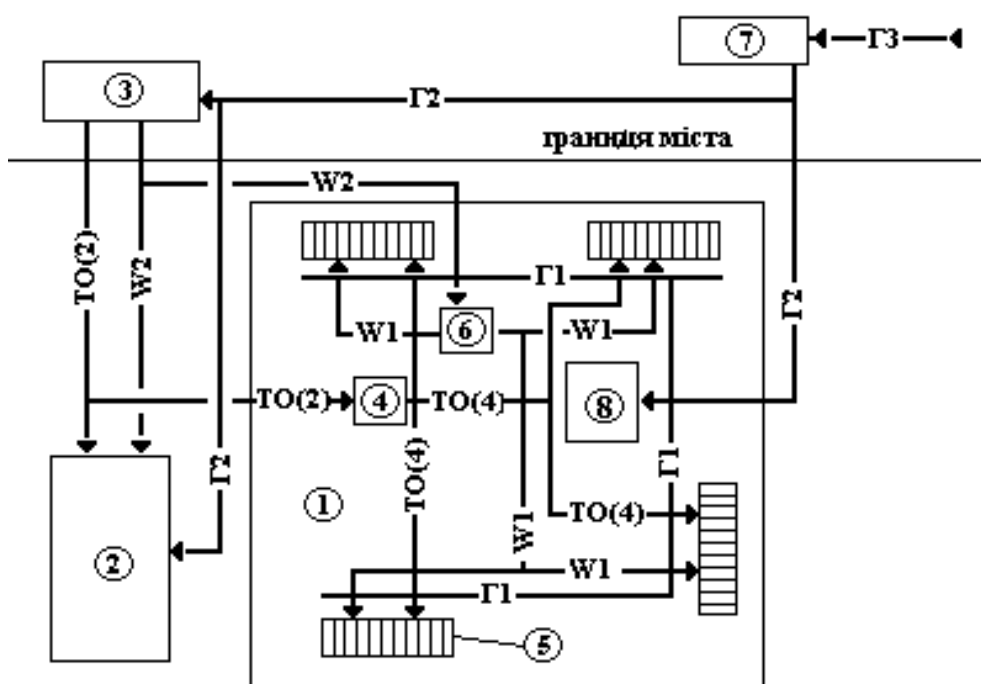 7
Г3
3
Г2
границя міста
W2
ТО(2)
W2
Г1
Г2
W1
6
-W1
ТО(2)
4
ТО(4)
8
Г2
ТО(4)
Г1
1
W1
ТО(4)
2
W1
Г1
5